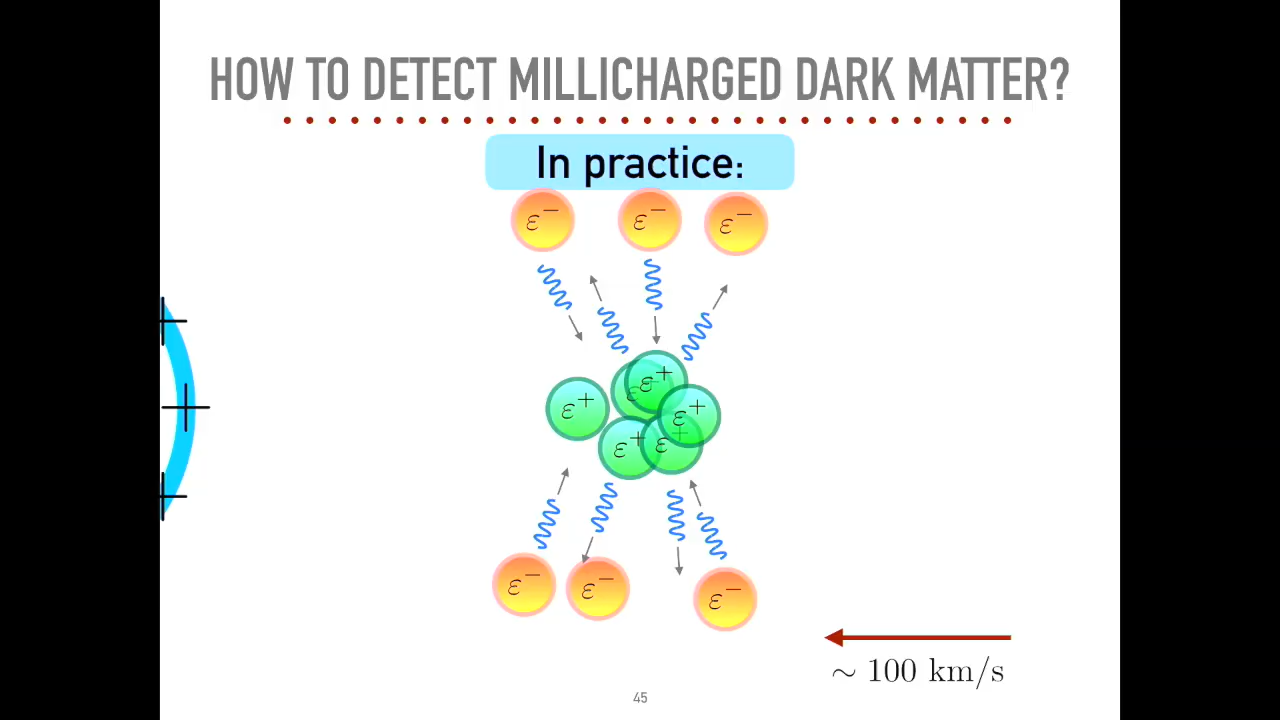 HOW TO DETECT MILLICHARGED DARK MATTER?
In practice:
ε⁻ ε⁻ ε⁻
+
ε⁺ ε⁺
ε⁺ ε⁺
+
ε⁺ ε⁺
+
ε⁻ ε⁻ ε⁻
∼ 100 km/s
45